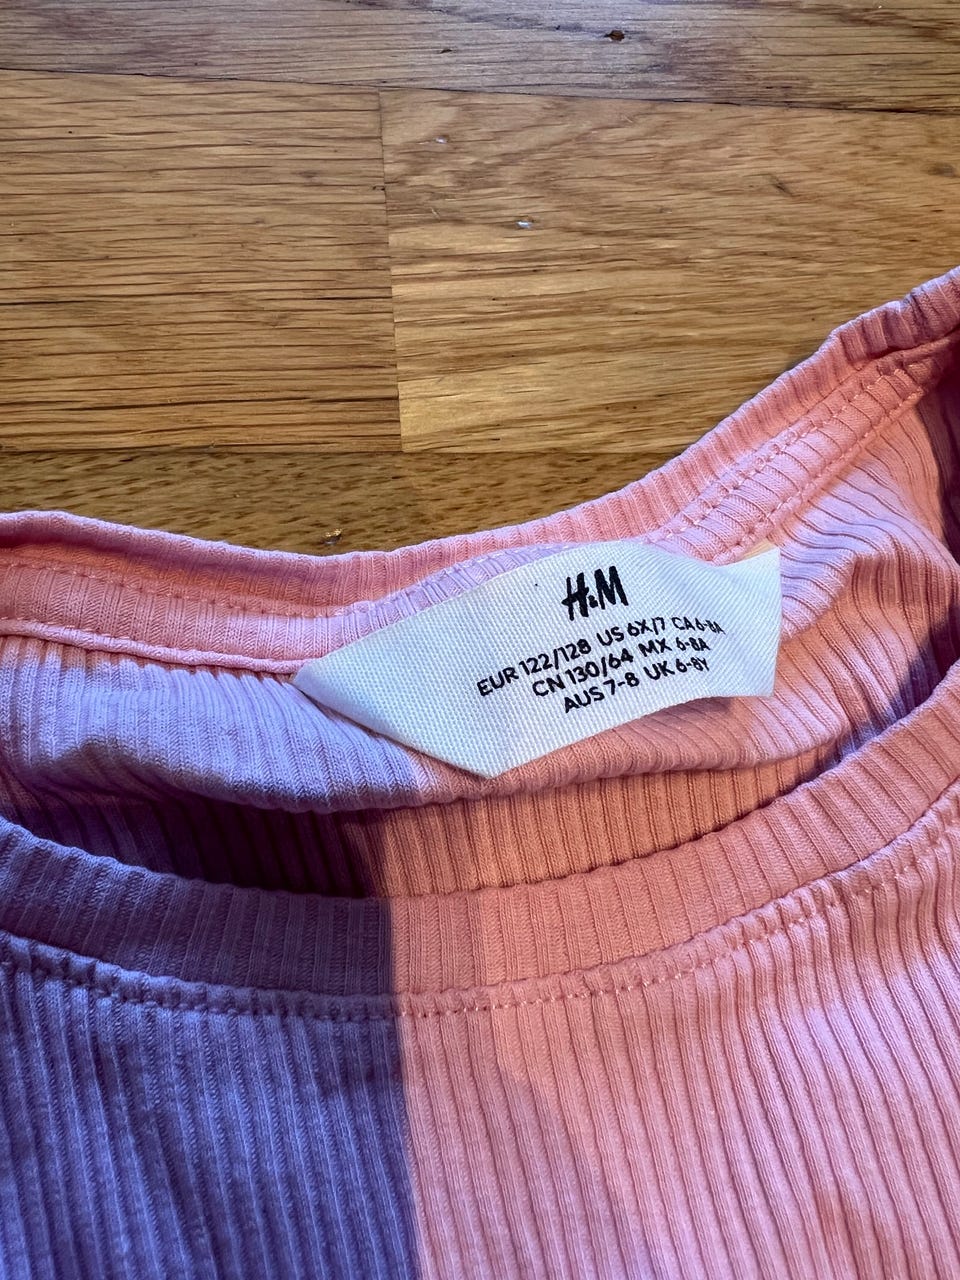 H&M
EUR 122/128 US 6X/7 CA 6-8A
CN 130/64 MX 6-8A
AUS 7-8 UK 6-8Y